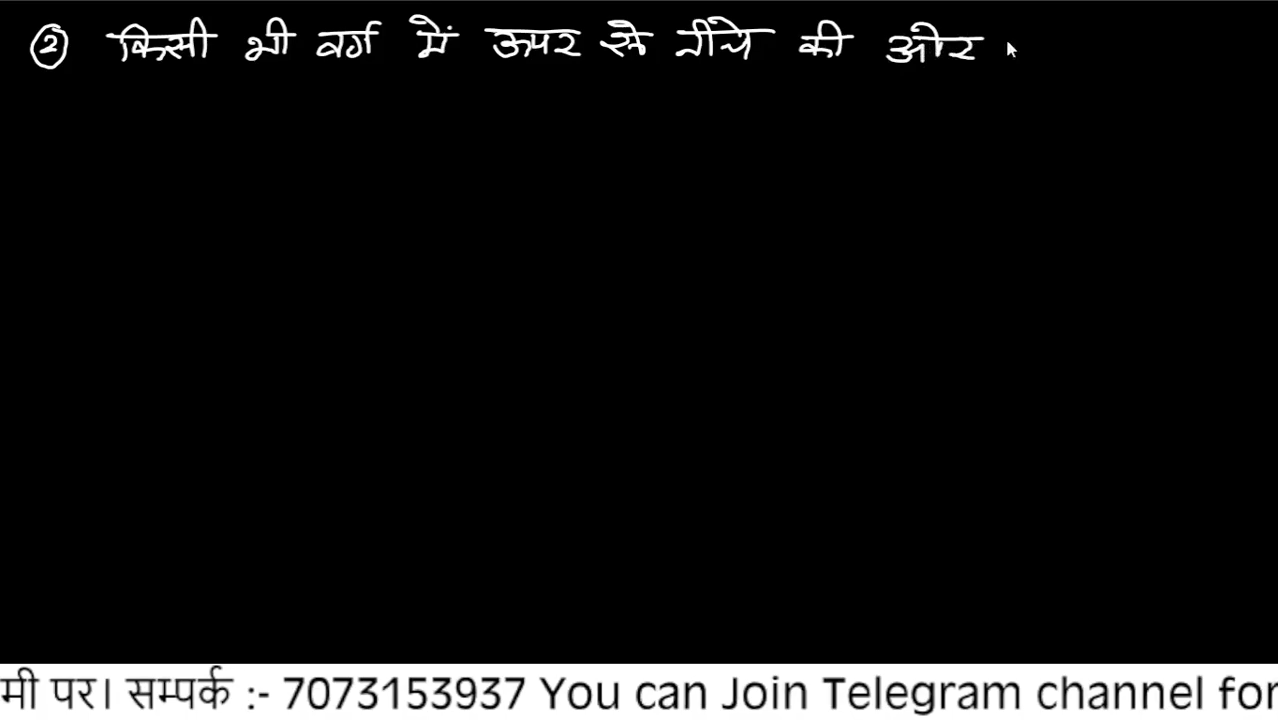 ② किसी भी वर्ग में ऊपर से नीचे की ओर
मी पर। सम्पर्क :- 7073153937 You can Join Telegram channel for